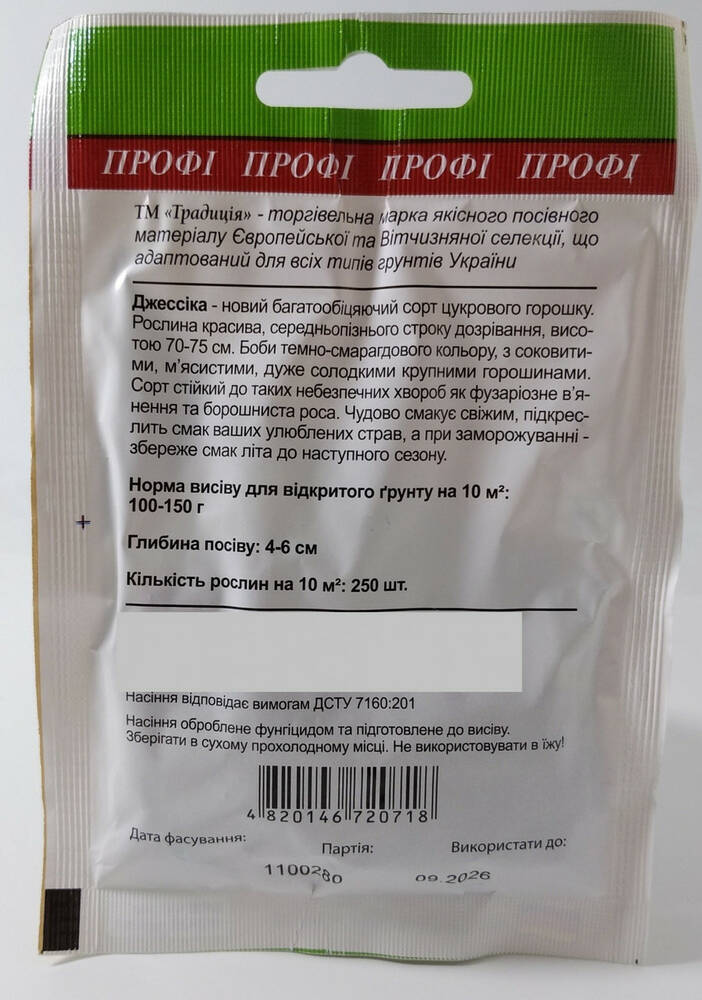 ПРОФІ ПРОФІ ПРОФІ ПРОФІ
ТМ «Традиція» - торгівельна марка якісного посівного
матеріалу Європейської та Вітчизняної селекції, що
адаптований для всіх типів ґрунтів України
Джессіка - новий багатообіцяючий сорт цукрового горошку.
Рослина красива, середньопізнього строку дозрівання, висо-
тою 70-75 см. Боби темно-смарагдового кольору, з соковити-
ми, м'ясистими, дуже солодкими крупними горошинами.
Сорт стійкий до таких небезпечних хвороб як фузаріозне в'я-
нення та борошниста роса. Чудово смакує свіжим, підкрес-
лить смак ваших улюблених страв, а при заморожуванні -
збереже смак літа до наступного сезону.
Норма висіву для відкритого ґрунту на 10 м²:
100-150 г
Глибина посіву: 4-6 см
Кількість рослин на 10 м²: 250 шт.
Насіння відповідає вимогам ДСТУ 7160:201
Насіння оброблене фунгіцидом та підготовлене до висіву.
Зберігати в сухому прохолодному місці. Не використовувати в їжу!
4 820146 720718
Дата фасування: Партія: Використати до:
1100280 09.2026